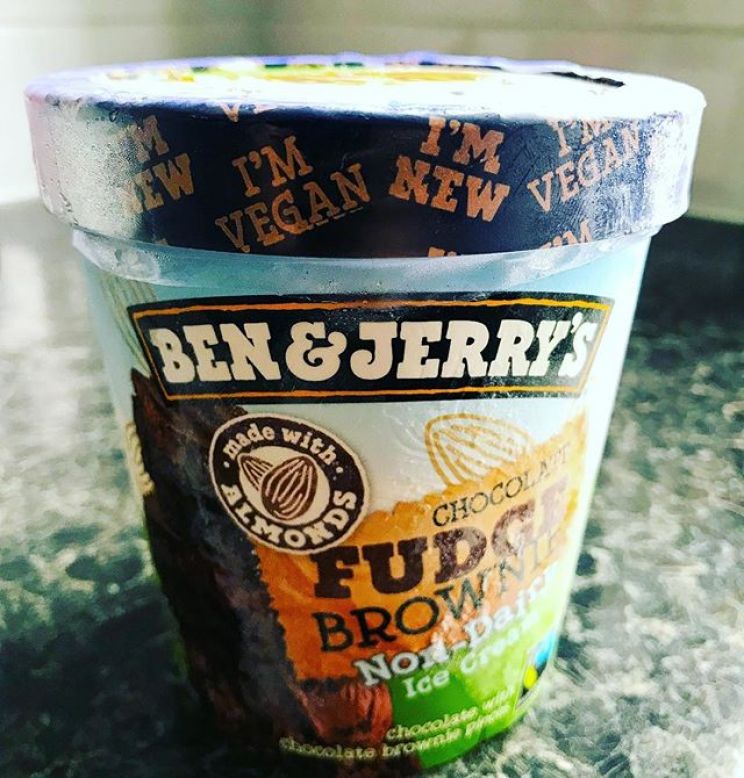 I'M
NEW
I'M
VEGAN
I'M
NEW
I'M
VEGAN
BEN & JERRY'S
made with
ALMONDS
CHOCOLATE
FUDGE
BROWNIE
Non-Dairy
Ice Cream
chocolate with
chocolate brownie pieces